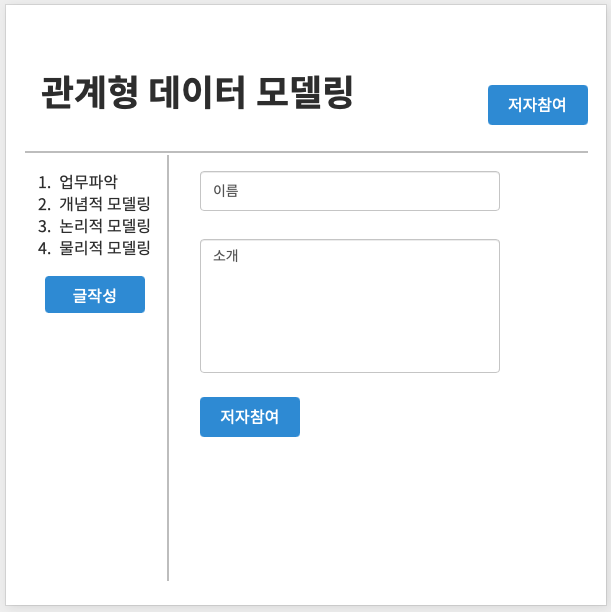 관계형 데이터 모델링
저자참여
1. 업무파악
2. 개념적 모델링
3. 논리적 모델링
4. 물리적 모델링
글작성
이름
소개
저자참여